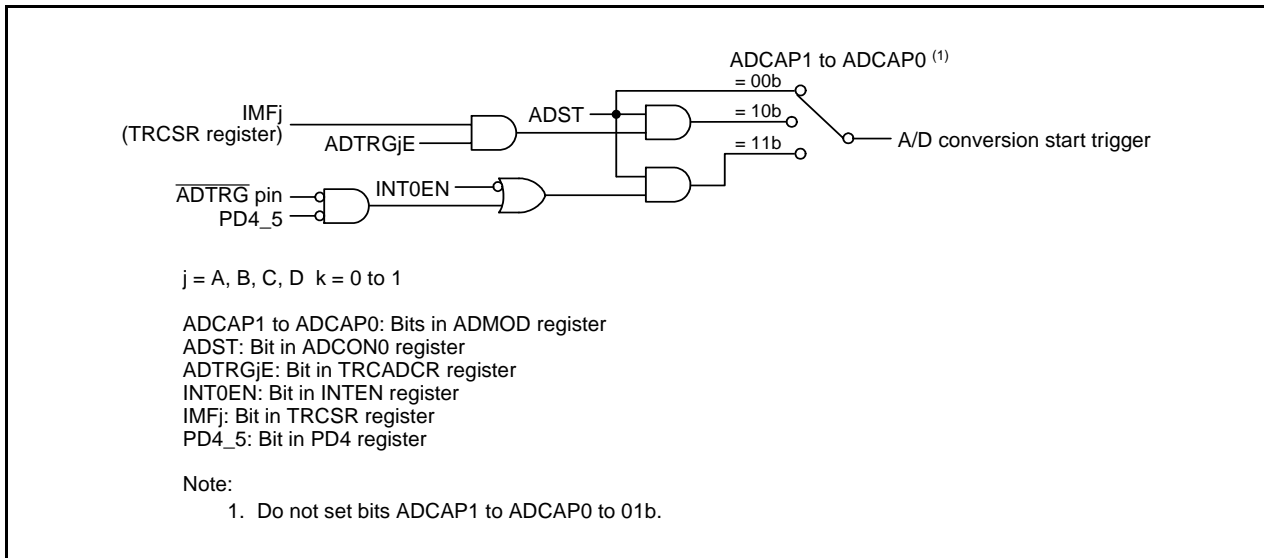 ADCAP1 to ADCAP0 (1)
= 00b
IMFj
(TRCSR register)
ADST
= 10b
ADTRGjE
A/D conversion start trigger
= 11b
ADTRG pin
INT0EN
PD4_5
j = A, B, C, D k = 0 to 1
ADCAP1 to ADCAP0: Bits in ADMOD register
ADST: Bit in ADCON0 register
ADTRGjE: Bit in TRCADCR register
INT0EN: Bit in INTEN register
IMFj: Bit in TRCSR register
PD4_5: Bit in PD4 register
Note:
1. Do not set bits ADCAP1 to ADCAP0 to 01b.